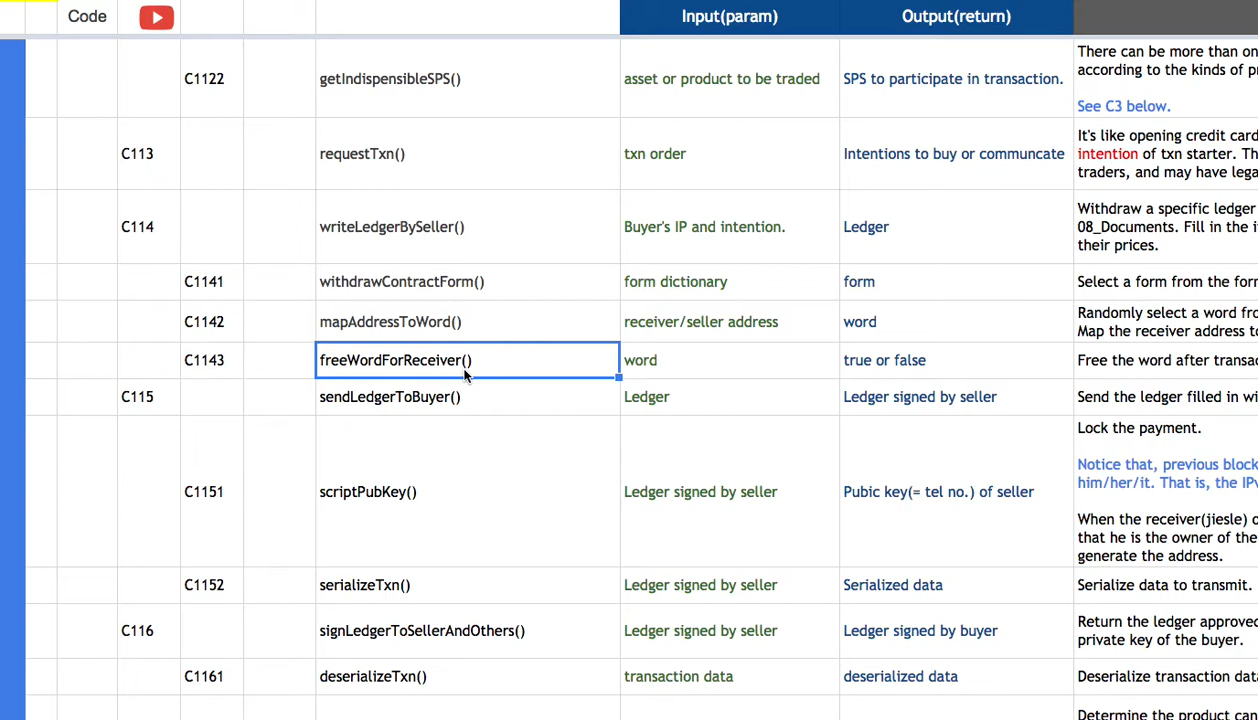 Code Input(param) Output(return)
C1122 getIndispensibleSPS() asset or product to be traded SPS to participate in transaction.
There can be more than on
according to the kinds of p
See C3 below.
C113 requestTxn() txn order Intentions to buy or communcate
It's like opening credit card
intention of txn starter. Th
traders, and may have lega
C114 writeLedgerBySeller() Buyer's IP and intention. Ledger
Withdraw a specific ledger
08_Documents. Fill in the i
their prices.
C1141 withdrawContractForm() form dictionary form Select a form from the for
C1142 mapAddressToWord() receiver/seller address word
Randomly select a word fro
Map the receiver address to
C1143 freeWordForReceiver() word true or false Free the word after transac
C115 sendLedgerToBuyer() Ledger Ledger signed by seller Send the ledger filled in wi
Lock the payment.
Notice that, previous block
him/her/it. That is, the IPv
C1151 scriptPubKey() Ledger signed by seller Pubic key(= tel no.) of seller
When the receiver(jiesle) o
that he is the owner of the
generate the address.
C1152 serializeTxn() Ledger signed by seller Serialized data Serialize data to transmit.
C116 signLedgerToSellerAndOthers() Ledger signed by seller Ledger signed by buyer
Return the ledger approved
private key of the buyer.
C1161 deserializeTxn() transaction data deserialized data Deserialize transaction data
Determine the product can